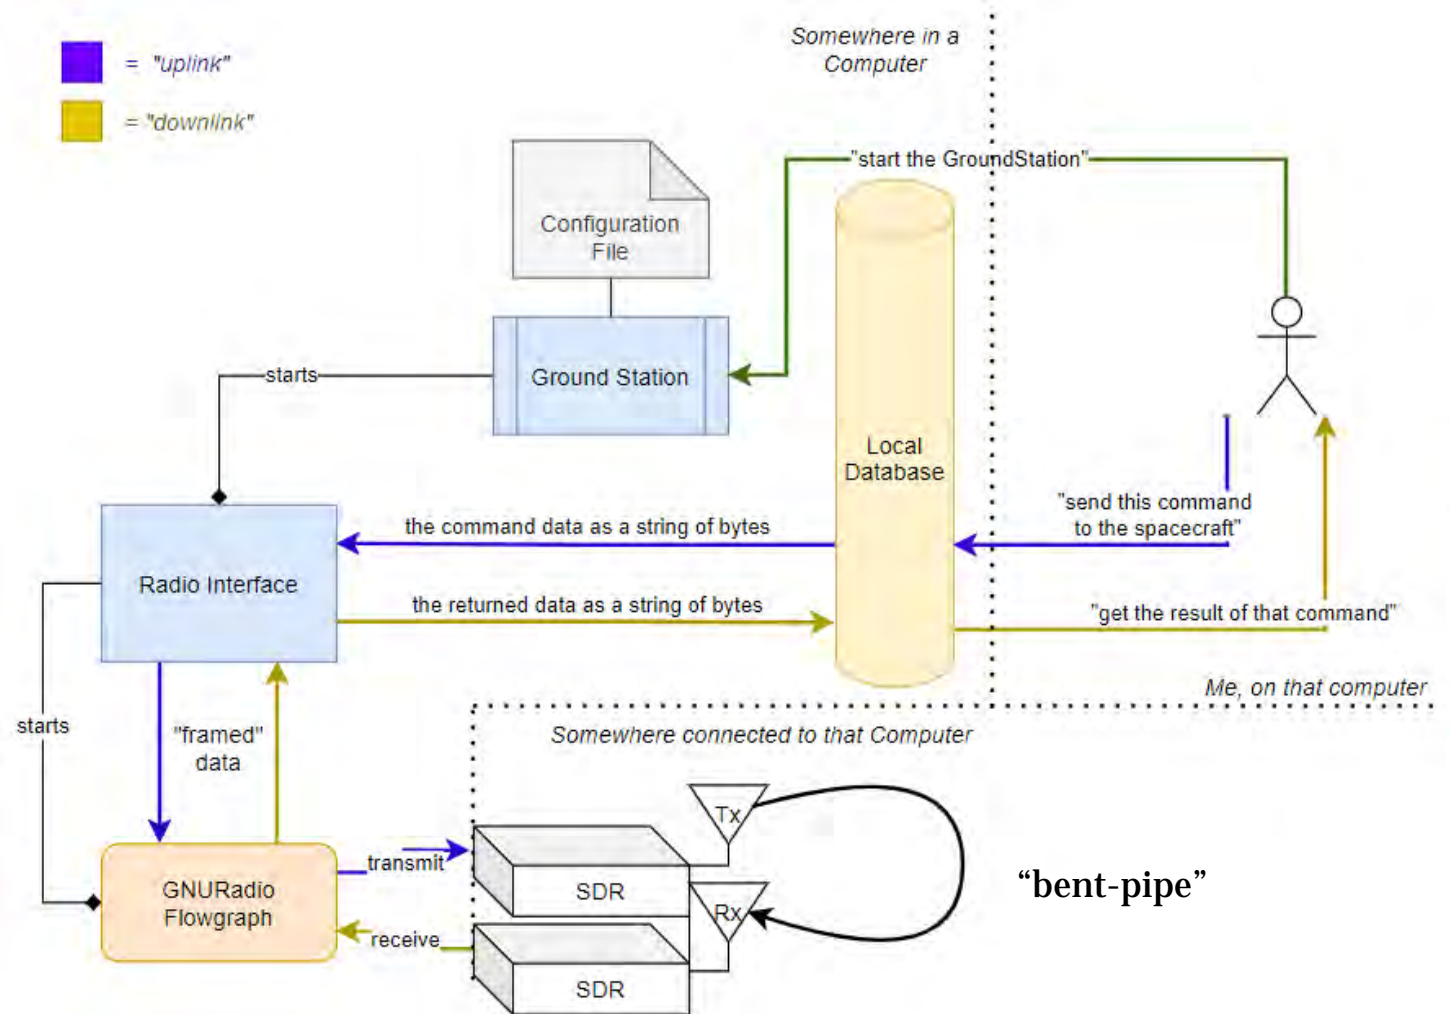 = "uplink"
= "downlink"
Somewhere in a
Computer
"start the GroundStation"
Configuration
File
Ground Station
starts
Local
Database
"send this command
to the spacecraft"
the command data as a string of bytes
Radio Interface
the returned data as a string of bytes
"get the result of that command"
Me, on that computer
starts
"framed"
data
Somewhere connected to that Computer
Tx
transmit
SDR
GNURadio
Flowgraph
Rx
“bent-pipe”
receive
SDR